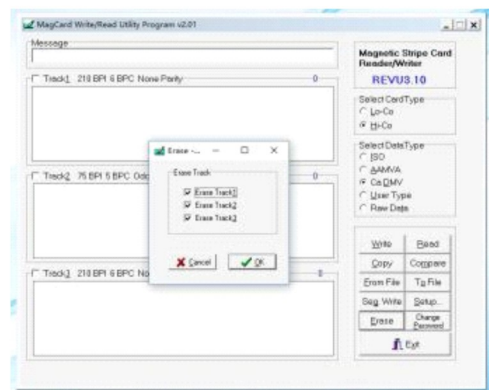 MagCard Write/Read Utility Program v2.01
Message
Magnetic Stripe Card
Reader/Writer
REVU3.10
Track1 210 BPI 6 BPC None Parity 0
Select CardType
Lo-Co
Hi-Co
Select DataType
ISO
AAMVA
Ca DMV
User Type
Raw Data
Erase -...
Erase Track
Erase Track1
Erase Track2
Erase Track3
Cancel
OK
Track2 75 BPI 5 BPC Odd
0
Track3 210 BPI 6 BPC No
0
Write Read
Copy Compare
From File To File
Seq. Write Setup...
Erase Change Password
Exit